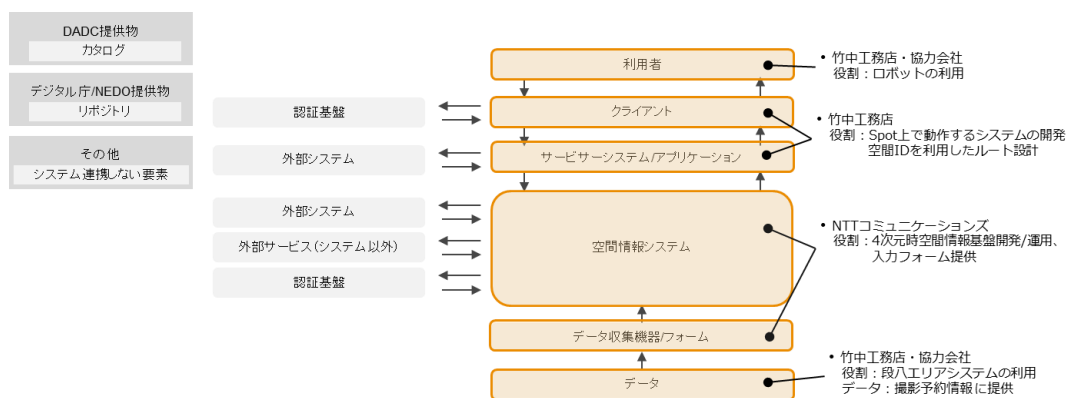 DADC提供物
カタログ
デジタル庁/NEDO提供物
リポジトリ
その他
システム連携しない要素
利用者
・竹中工務店・協力会社
役割：ロボットの利用
認証基盤
クライアント
・竹中工務店
役割：Spot上で動作するシステムの開発
空間IDを利用したルート設計
外部システム
サービサーシステム/アプリケーション
外部システム
外部サービス(システム以外)
認証基盤
空間情報システム
・NTTコミュニケーションズ
役割：4次元時空間情報基盤開発/運用、
入力フォーム提供
データ収集機器/フォーム
・竹中工務店・協力会社
役割：段八エリアシステムの利用
データ：撮影予約情報に提供
データ